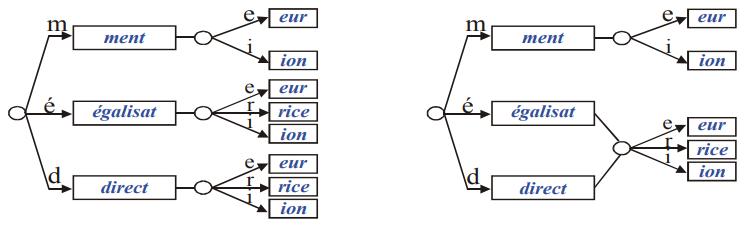 m ment e eur
i ion
é égalisat e eur
r rice
i ion
d direct e eur
r rice
i ion
m ment e eur
i ion
é égalisat
d direct
e eur
r rice
i ion